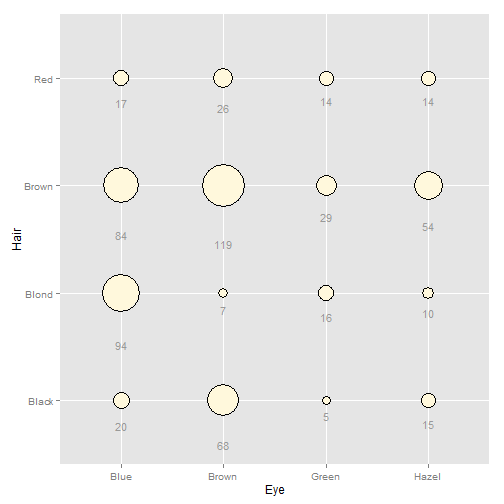 Red
17 26 14 14
Brown
84 119 29 54
Blond
94 7 16 10
Black
20 68 5 15
Blue Brown Green Hazel
Eye
Hair